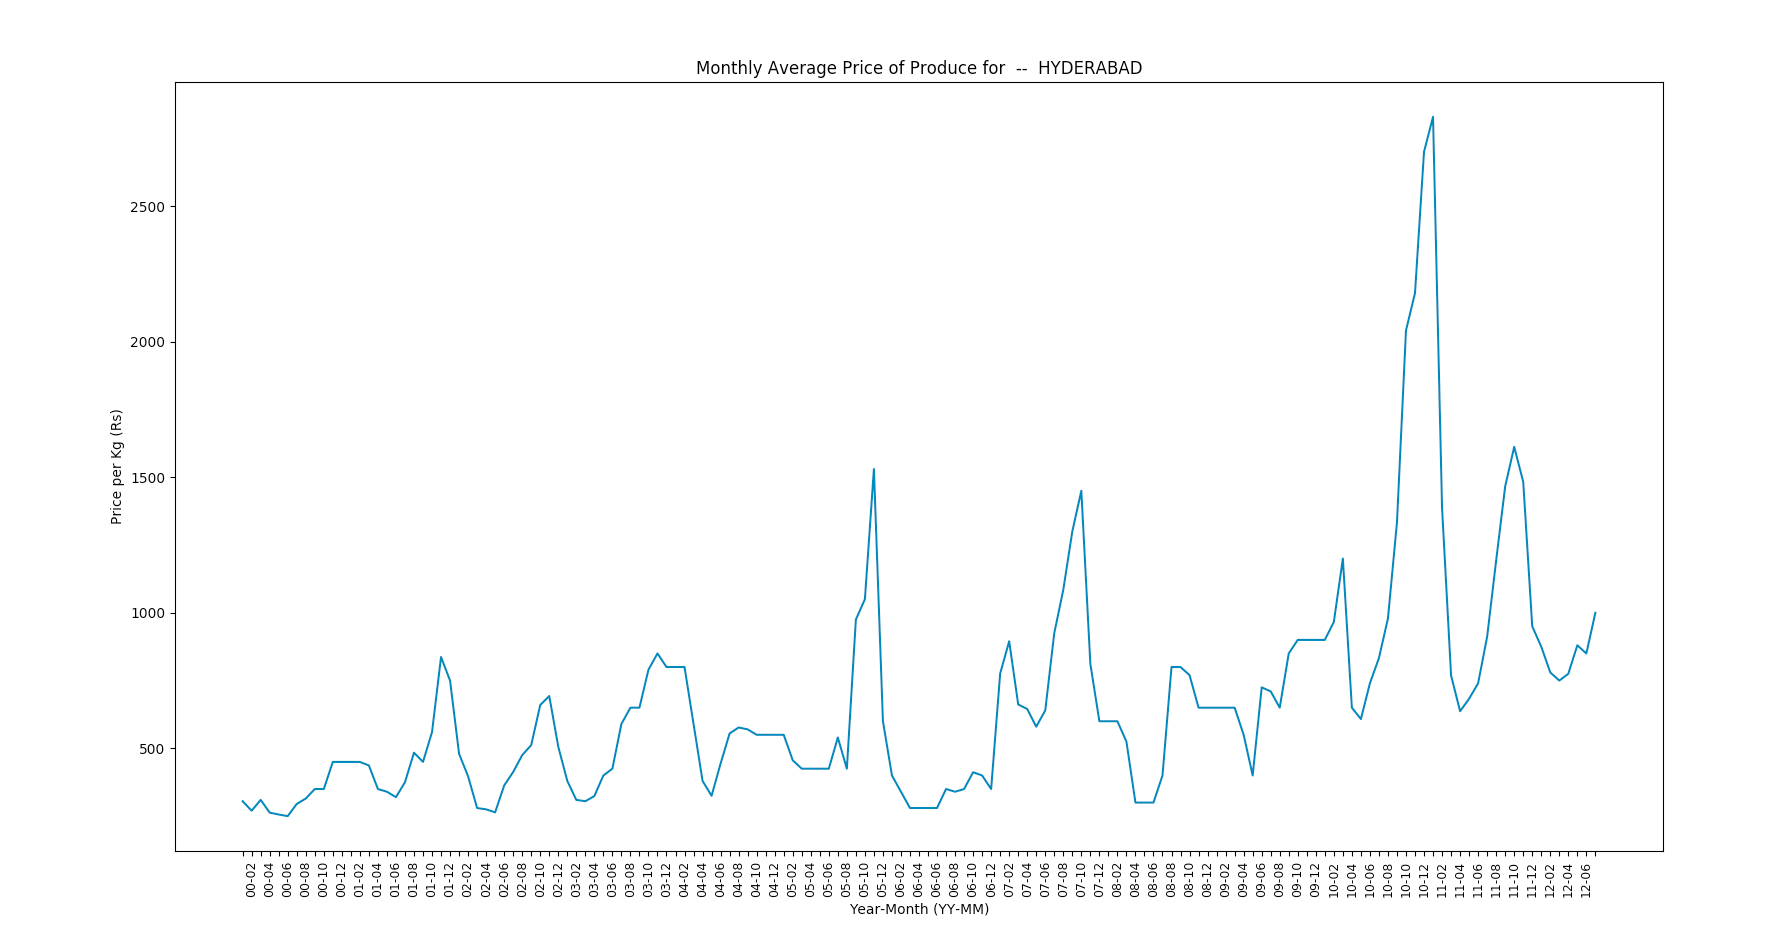 Monthly Average Price of Produce for  --  HYDERABAD
2500
2000
1500
1000
500
Price per Kg (Rs)
00-02 00-04 00-06 00-08 00-10 00-12 01-02 01-04 01-06 01-08 01-10 01-12 02-02 02-04 02-06 02-08 02-10 02-12 03-02 03-04 03-06 03-08 03-10 03-12 04-02 04-04 04-06 04-08 04-10 04-12 05-02 05-04 05-06 05-08 05-10 05-12 06-02 06-04 06-06 06-08 06-10 06-12 07-02 07-04 07-06 07-08 07-10 07-12 08-02 08-04 08-06 08-08 08-10 08-12 09-02 09-04 09-06 09-08 09-10 09-12 10-02 10-04 10-06 10-08 10-10 10-12 11-02 11-04 11-06 11-08 11-10 11-12 12-02 12-04 12-06
Year-Month (YY-MM)